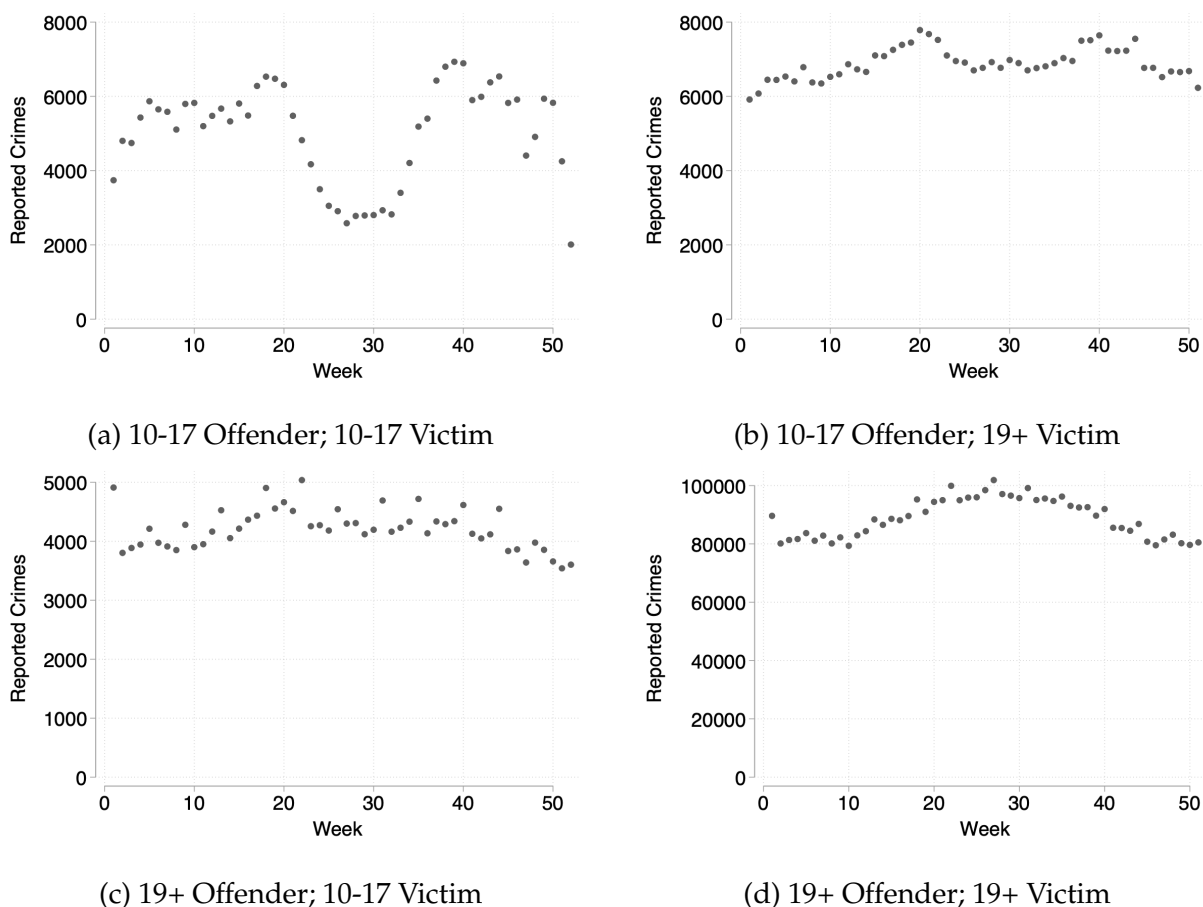 8000
6000
4000
2000
0
Reported Crimes
0 10 20 30 40 50
Week
(a) 10-17 Offender; 10-17 Victim
8000
6000
4000
2000
0
Reported Crimes
0 10 20 30 40 50
Week
(b) 10-17 Offender; 19+ Victim
5000
4000
3000
2000
1000
0
Reported Crimes
0 10 20 30 40 50
Week
(c) 19+ Offender; 10-17 Victim
100000
80000
60000
40000
20000
0
Reported Crimes
0 10 20 30 40 50
Week
(d) 19+ Offender; 19+ Victim